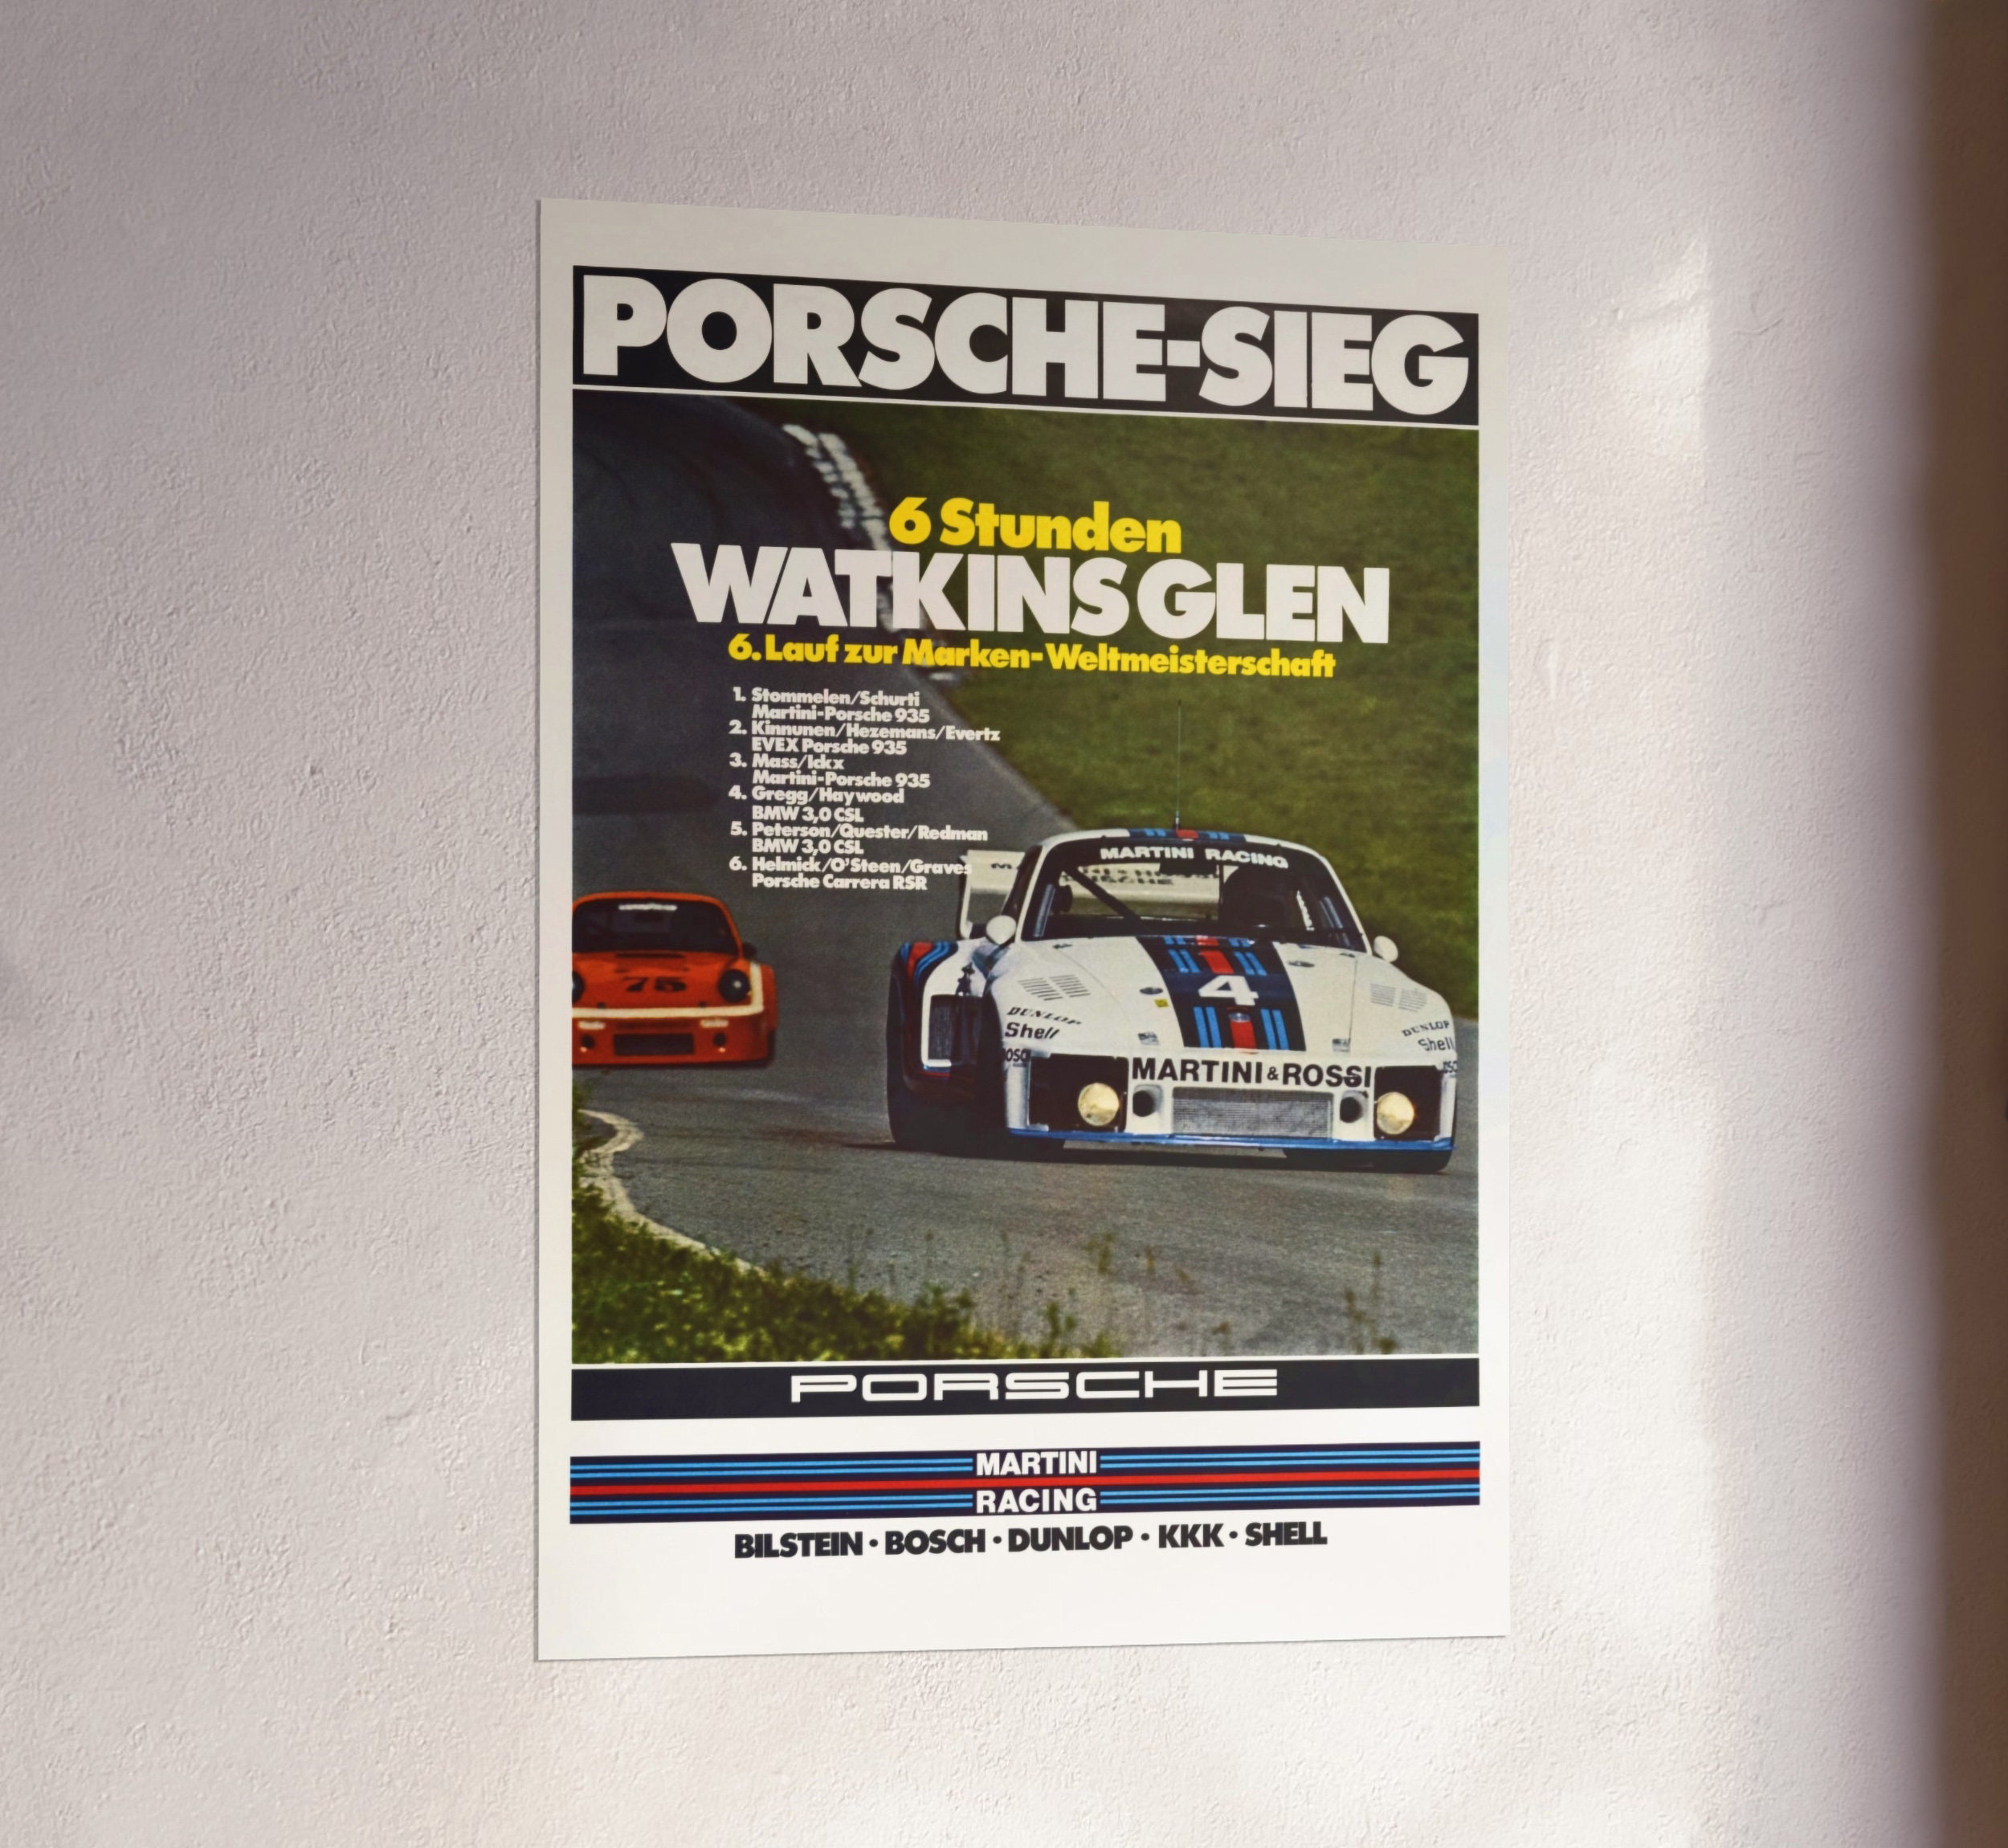 PORSCHE-SIEG
6 Stunden
WATKINS GLEN
6. Lauf zur Marken-Weltmeisterschaft
1. Stommelen/Schurti
Martini-Porsche 935
2. Kinnunen/Hezemans/Evertz
EVEX Porsche 935
3. Mass/Ickx
Martini-Porsche 935
4. Gregg/Haywood
BMW 3,0 CSL
5. Peterson/Quester/Redman
BMW 3,0 CSL
6. Helmick/O'Steen/Graves
Porsche Carrera RSR
MARTINI RACING
75
4
DUNLOP
Shell
DUNLOP
Shell
MARTINI & ROSSI
PORSCHE
MARTINI
RACING
BILSTEIN · BOSCH · DUNLOP · KKK · SHELL